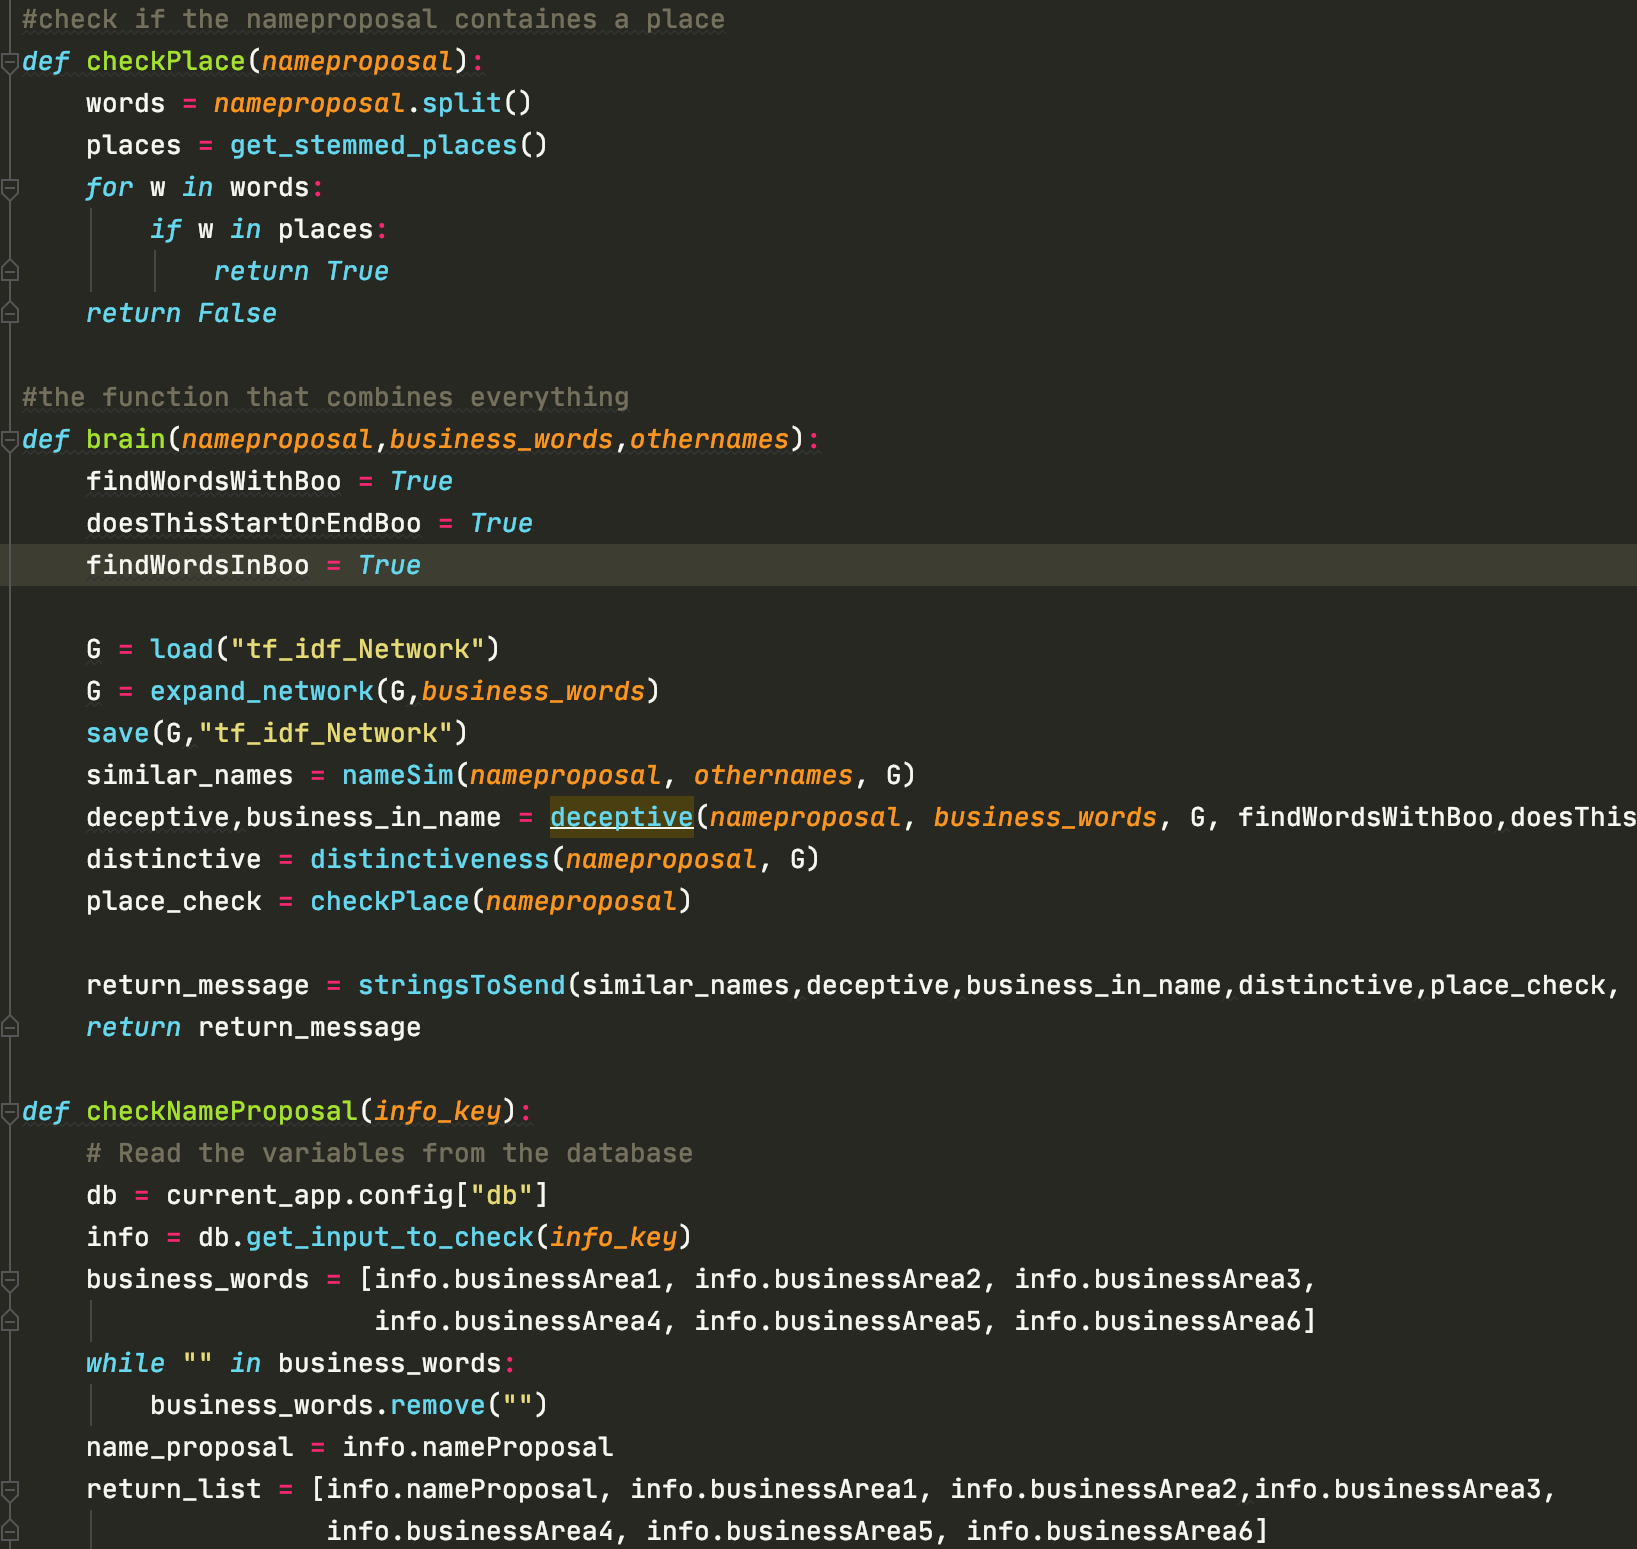 #check if the nameproposal containes a place
def checkPlace(nameproposal):
    words = nameproposal.split()
    places = get_stemmed_places()
    for w in words:
        if w in places:
            return True
    return False

#the function that combines everything
def brain(nameproposal,business_words,othernames):
    findWordsWithBoo = True
    doesThisStartOrEndBoo = True
    findWordsInBoo = True

    G = load("tf_idf_Network")
    G = expand_network(G,business_words)
    save(G,"tf_idf_Network")
    similar_names = nameSim(nameproposal, othernames, G)
    deceptive,business_in_name = deceptive(nameproposal, business_words, G, findWordsWithBoo,doesThis
    distinctive = distinctiveness(nameproposal, G)
    place_check = checkPlace(nameproposal)

    return_message = stringsToSend(similar_names,deceptive,business_in_name,distinctive,place_check,
    return return_message

def checkNameProposal(info_key):
    # Read the variables from the database
    db = current_app.config["db"]
    info = db.get_input_to_check(info_key)
    business_words = [info.businessArea1, info.businessArea2, info.businessArea3,
                      info.businessArea4, info.businessArea5, info.businessArea6]
    while "" in business_words:
        business_words.remove("")
    name_proposal = info.nameProposal
    return_list = [info.nameProposal, info.businessArea1, info.businessArea2,info.businessArea3,
                   info.businessArea4, info.businessArea5, info.businessArea6]